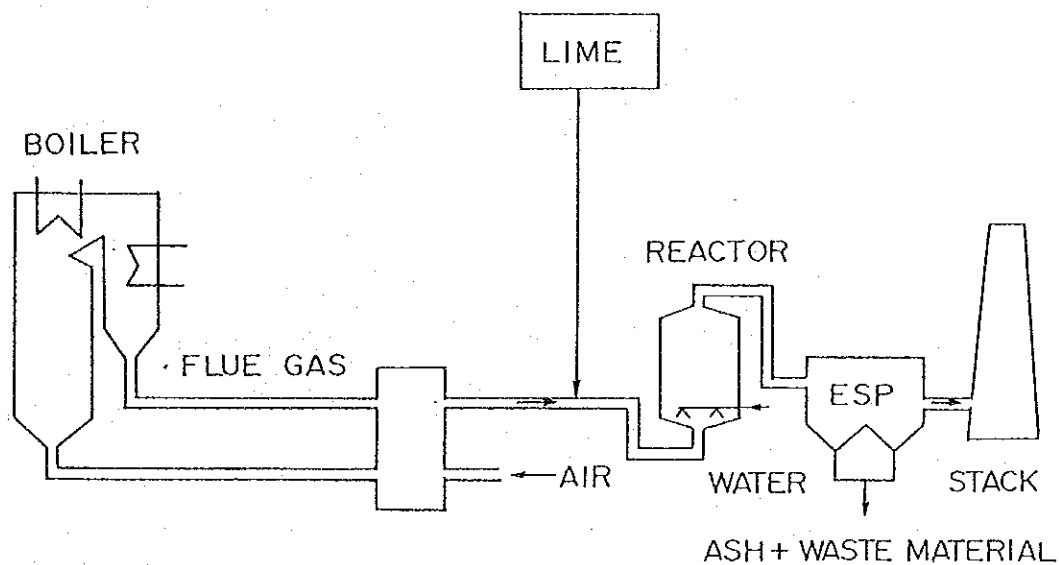 LIME
BOILER
REACTOR
FLUE GAS
ESP
AIR
WATER
STACK
ASH + WASTE MATERIAL